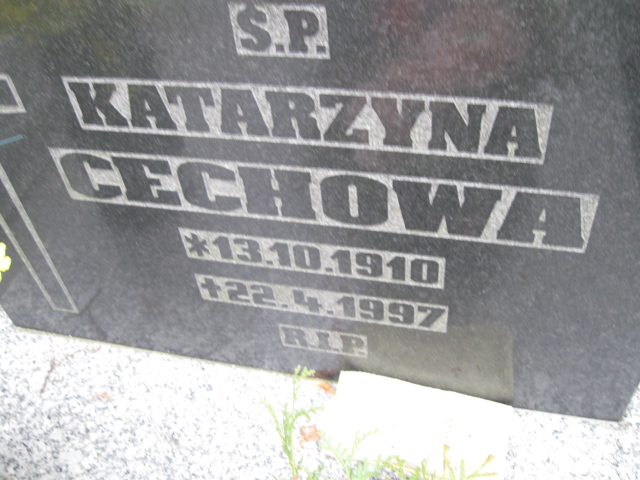 Ś.P.
KATARZYNA
CECHOWA
*13.10.1910
†22.4.1997
R.I.P.